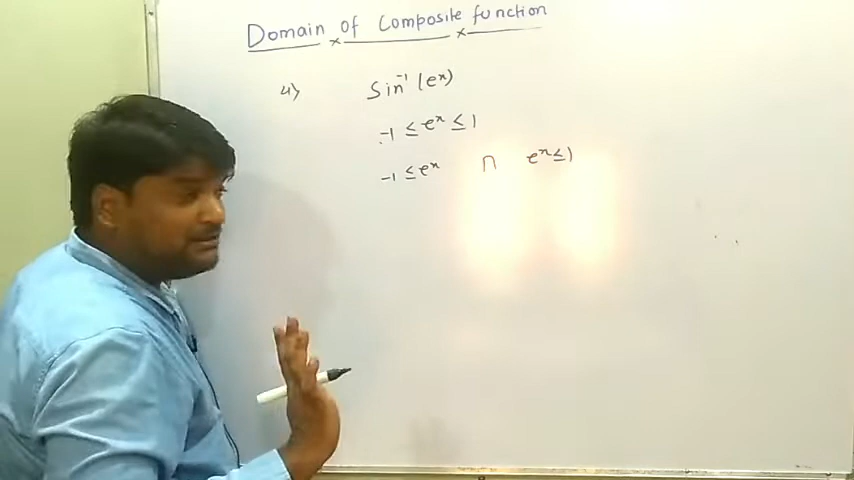 Domain of Composite function
4) Sin⁻¹ (eˣ)
-1 ≤ eˣ ≤ 1
-1 ≤ eˣ ∩ eˣ ≤ 1